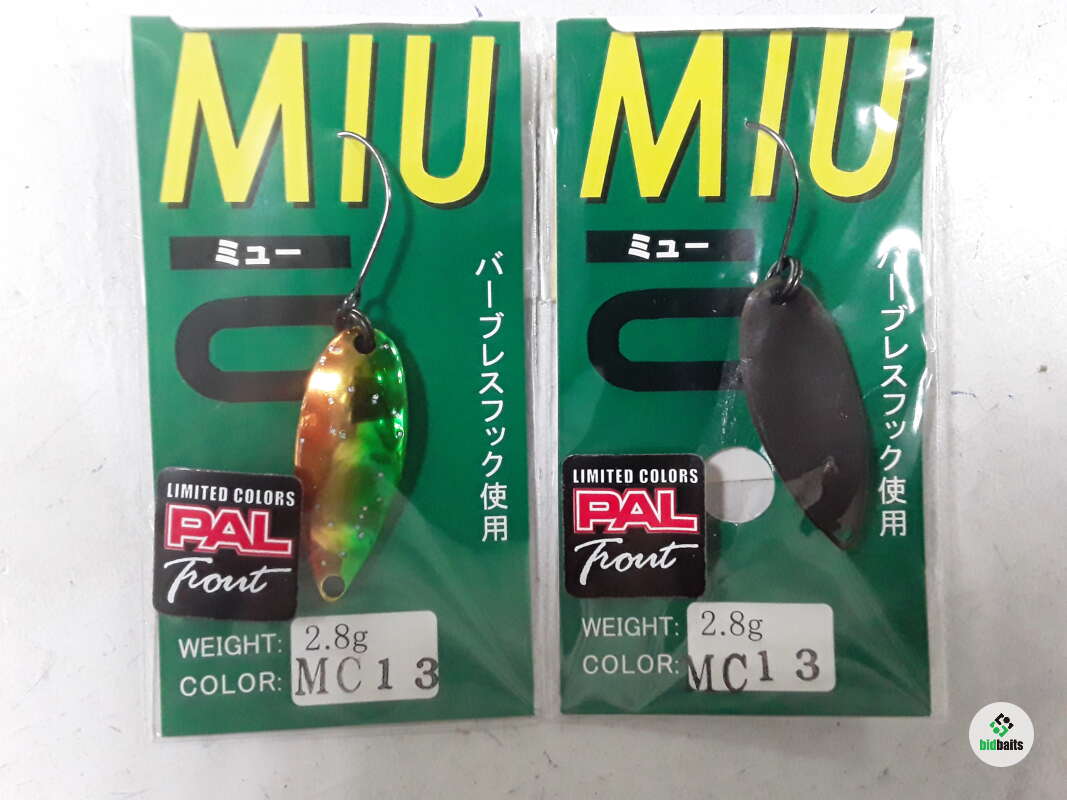 MIU
ミュー
バーブレスフック使用
LIMITED COLORS
PAL
Trout
WEIGHT: 2.8g
COLOR: MC13
MIU
ミュー
バーブレスフック使用
LIMITED COLORS
PAL
Trout
WEIGHT: 2.8g
COLOR: MC13
bidbaits